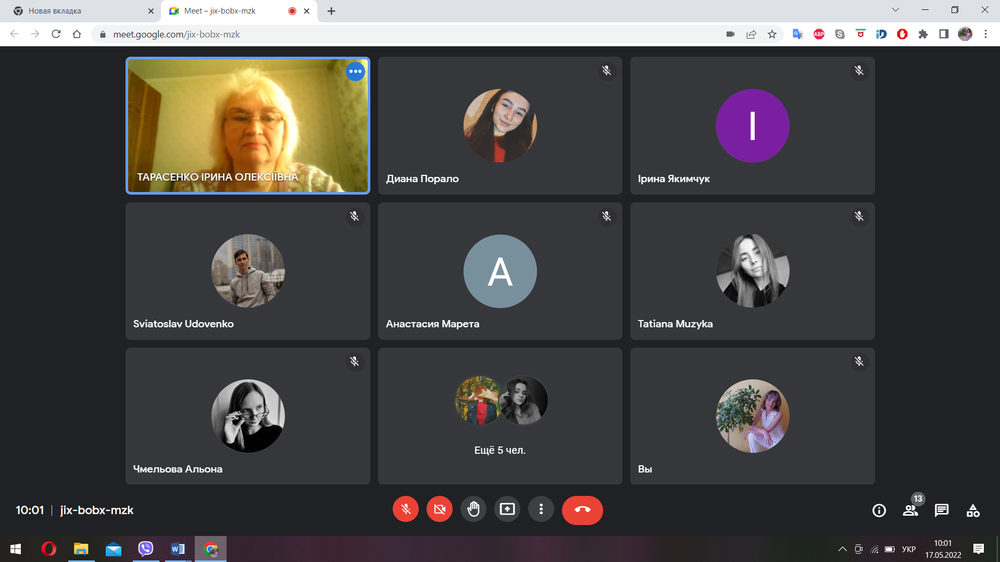 Новая вкладка
Meet – jix-bobx-mzk
meet.google.com/jix-bobx-mzk
ABP
ТАРАСЕНКО ІРИНА ОЛЕКСІЇВНА
Диана Порало
І
Ірина Якимчук
Sviatoslav Udovenko
А
Анастасия Марета
Tatiana Muzyka
Чмельова Альона
Ещё 5 чел.
Вы
10:01 | jix-bobx-mzk
13
УКР
10:01
17.05.2022